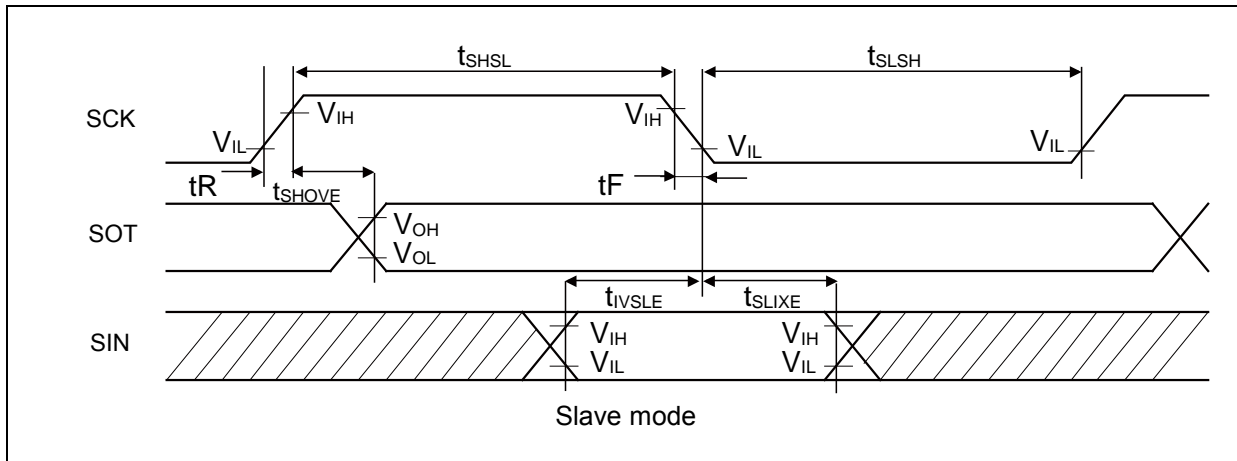 tSHSL
tSLSH
SCK
VIH
VIH
VIL
VIL
VIL
tR
tSHOVE
tF
SOT
VOH
VOL
tIVSLE
tSLIXE
SIN
VIH
VIH
VIL
VIL
Slave mode